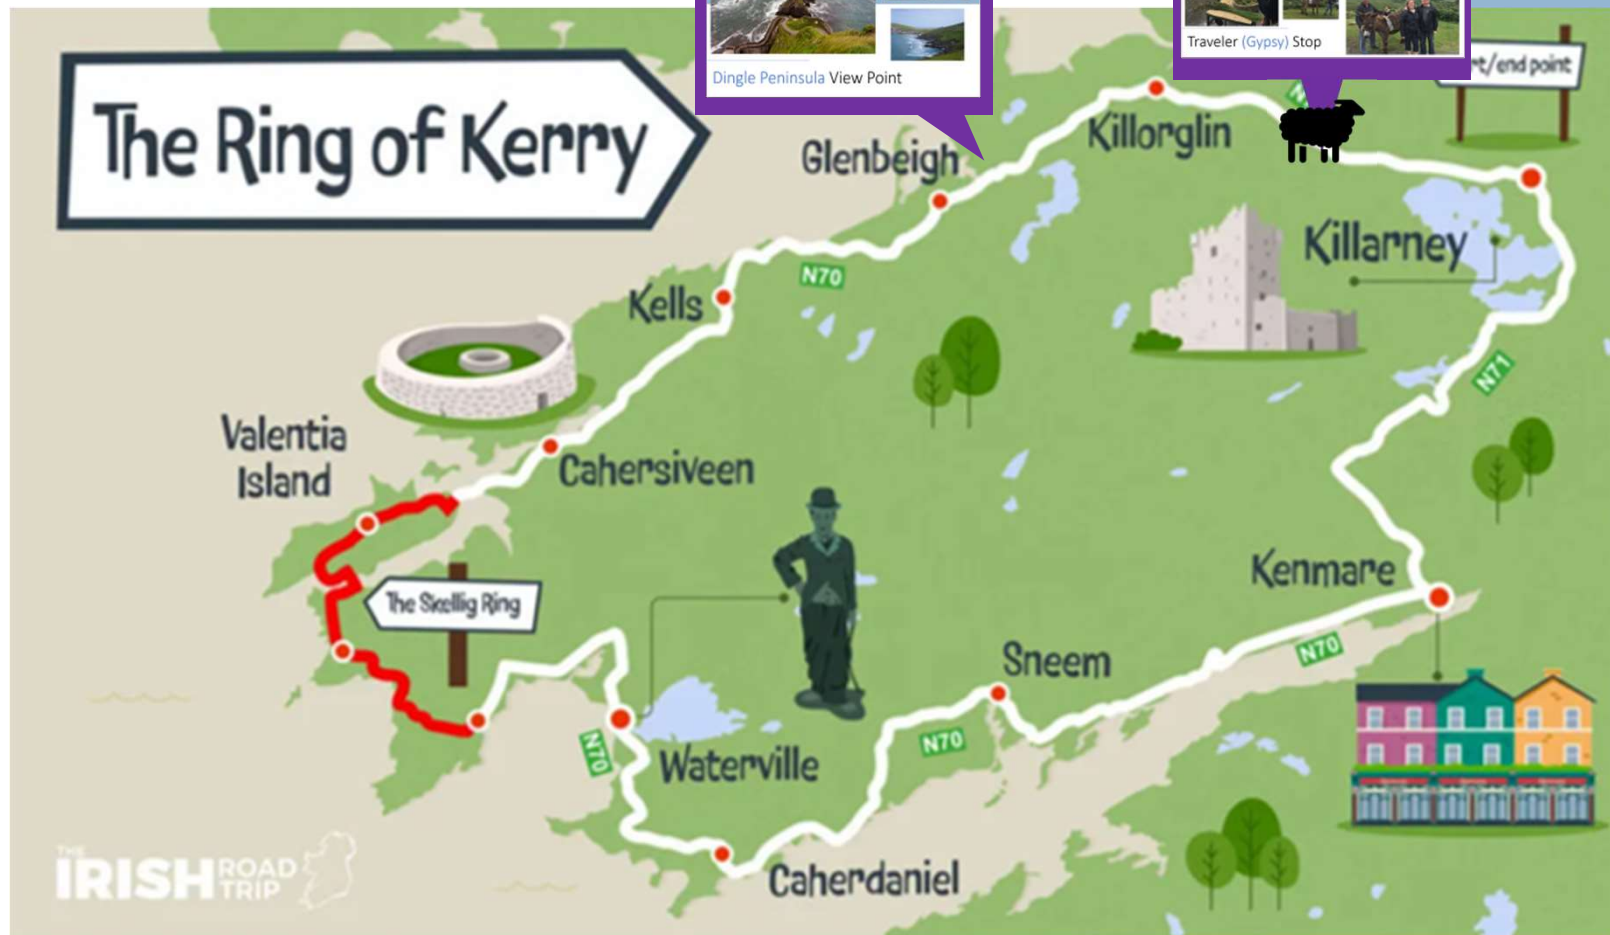 Dingle Peninsula View Point
Traveler (Gypsy) Stop
The Ring of Kerry
/end point
Killorglin
Glenbeigh
Killarney
N70
Kells
N71
Valentia
Island
Cahersiveen
Kenmare
The Skellig Ring
Sneem
N70
N70
N70
Waterville
Caherdaniel
THE
IRISH ROAD
TRIP